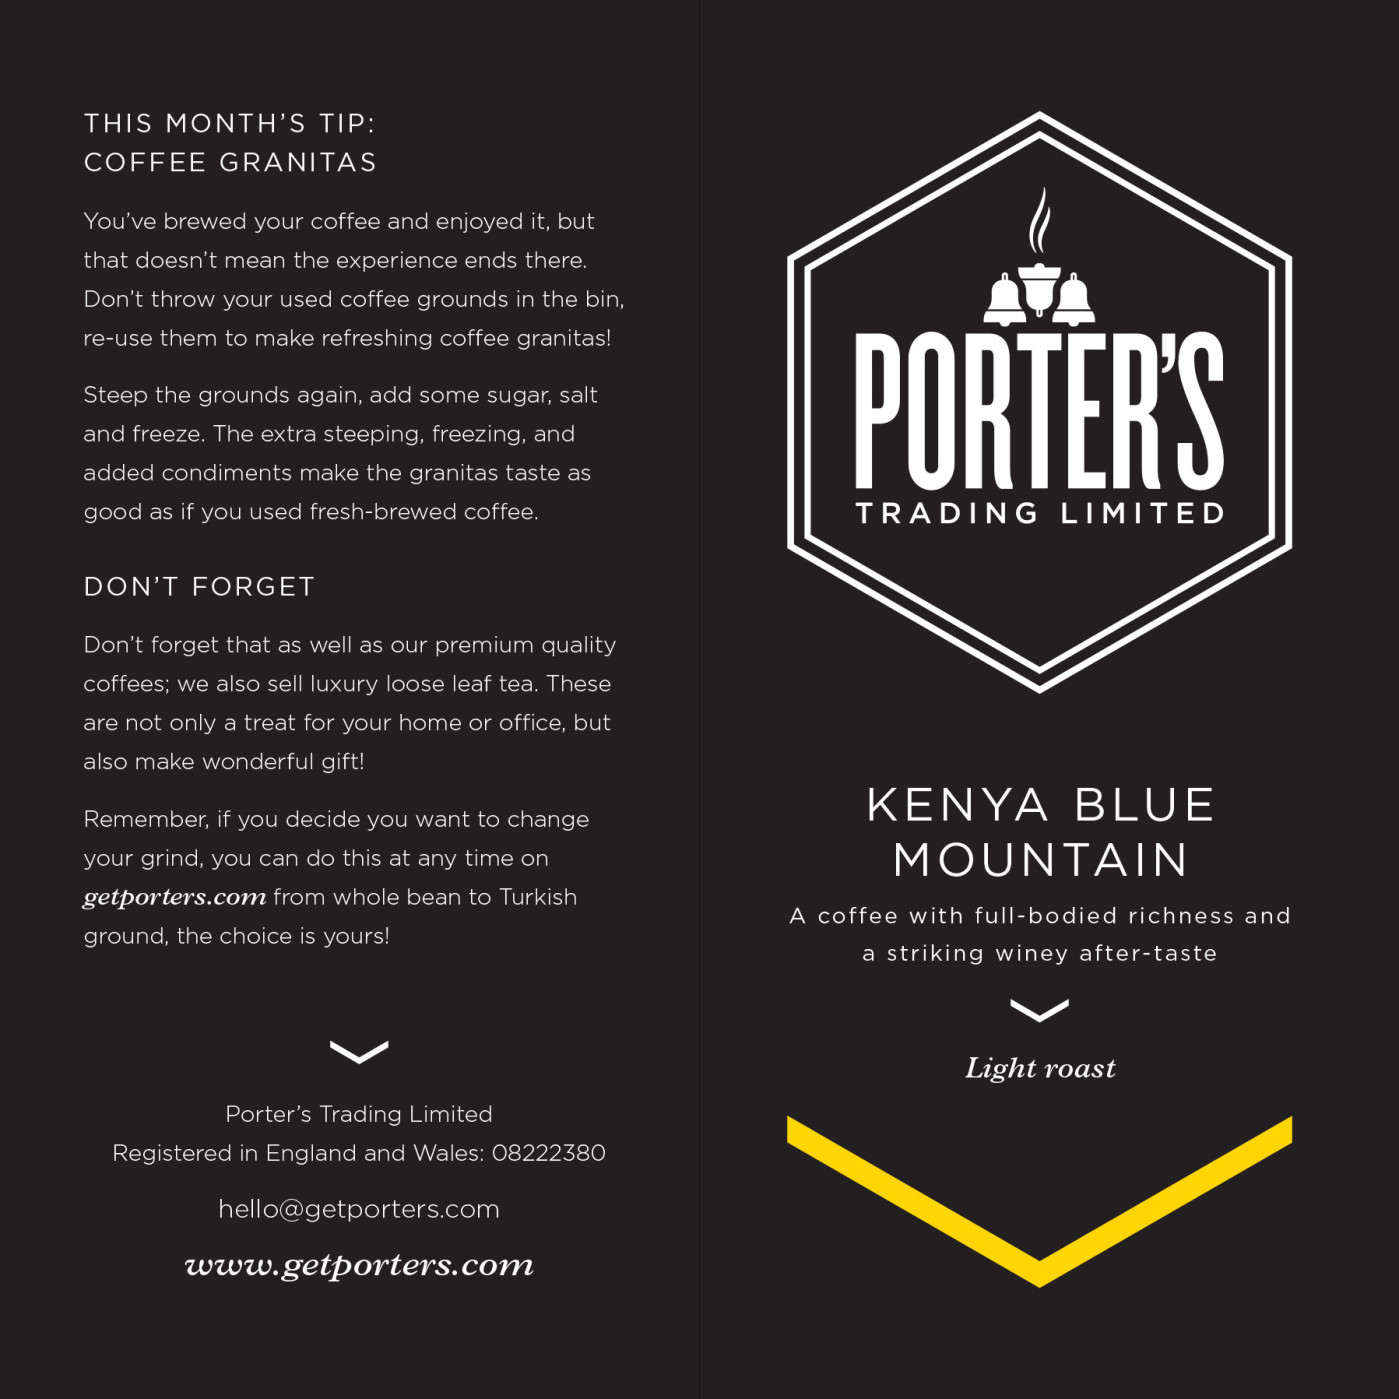 THIS MONTH’S TIP:
COFFEE GRANITAS
You’ve brewed your coffee and enjoyed it, but
that doesn’t mean the experience ends there.
Don’t throw your used coffee grounds in the bin,
re-use them to make refreshing coffee granitas!
Steep the grounds again, add some sugar, salt
and freeze. The extra steeping, freezing, and
added condiments make the granitas taste as
good as if you used fresh-brewed coffee.
DON’T FORGET
Don’t forget that as well as our premium quality
coffees; we also sell luxury loose leaf tea. These
are not only a treat for your home or office, but
also make wonderful gift!
Remember, if you decide you want to change
your grind, you can do this at any time on
getporters.com from whole bean to Turkish
ground, the choice is yours!
Porter’s Trading Limited
Registered in England and Wales: 08222380
hello@getporters.com
www.getporters.com
PORTER’S
TRADING LIMITED
KENYA BLUE
MOUNTAIN
A coffee with full-bodied richness and
a striking winey after-taste
Light roast